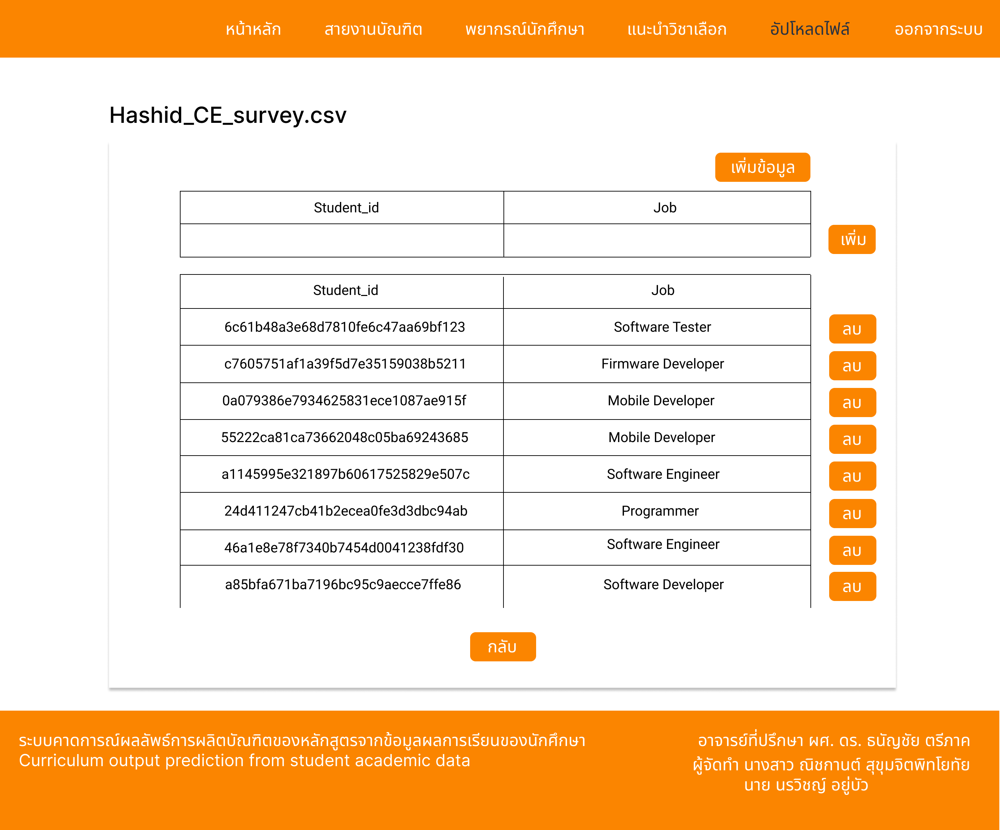 หน้าหลัก สายงานบัณฑิต พยากรณ์นักศึกษา แนะนำวิชาเลือก อัปโหลดไฟล์ ออกจากระบบ
Hashid_CE_survey.csv
เพิ่มข้อมูล
Student_id Job
เพิ่ม
Student_id Job
6c61b48a3e68d7810fe6c47aa69bf123 Software Tester ลบ
c7605751af1a39f5d7e35159038b5211 Firmware Developer ลบ
0a079386e7934625831ece1087ae915f Mobile Developer ลบ
55222ca81ca73662048c05ba69243685 Mobile Developer ลบ
a1145995e321897b60617525829e507c Software Engineer ลบ
24d411247cb41b2ecea0fe3d3dbc94ab Programmer ลบ
46a1e8e78f7340b7454d0041238fdf30 Software Engineer ลบ
a85bfa671ba7196bc95c9aecce7ffe86 Software Developer ลบ
กลับ
ระบบคาดการณ์ผลลัพธ์การผลิตบัณฑิตของหลักสูตรจากข้อมูลผลการเรียนของนักศึกษา
Curriculum output prediction from student academic data
อาจารย์ที่ปรึกษา ผศ. ดร. ธนัญชัย ตรีภาค
ผู้จัดทำ นางสาว ณิชกานต์ สุขุมจิตพิทโยทัย
นาย นรวิชญ์ อยู่บัว